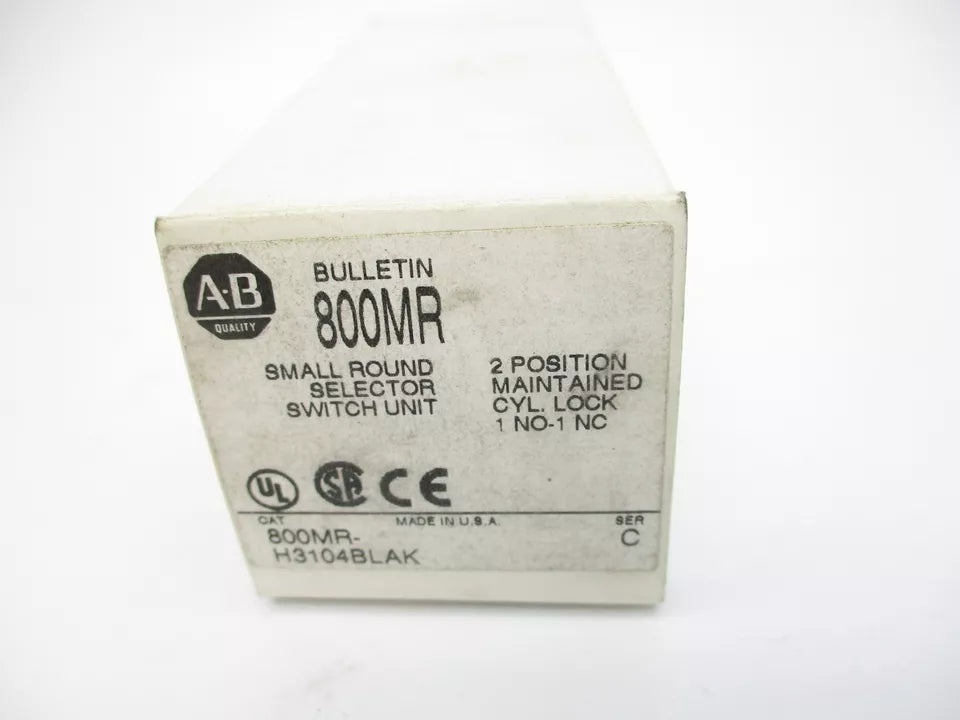 A·B
QUALITY
BULLETIN
800MR
SMALL ROUND
SELECTOR
SWITCH UNIT
2 POSITION
MAINTAINED
CYL. LOCK
1 NO-1 NC
UL
SA CE
CAT MADE IN U.S.A. SER
800MR-
H3104BLAK
C